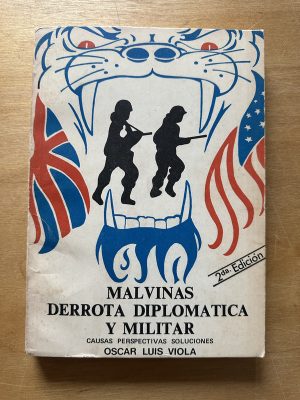 2da. Edición
MALVINAS
DERROTA DIPLOMATICA
Y MILITAR
CAUSAS PERSPECTIVAS SOLUCIONES
OSCAR LUIS VIOLA